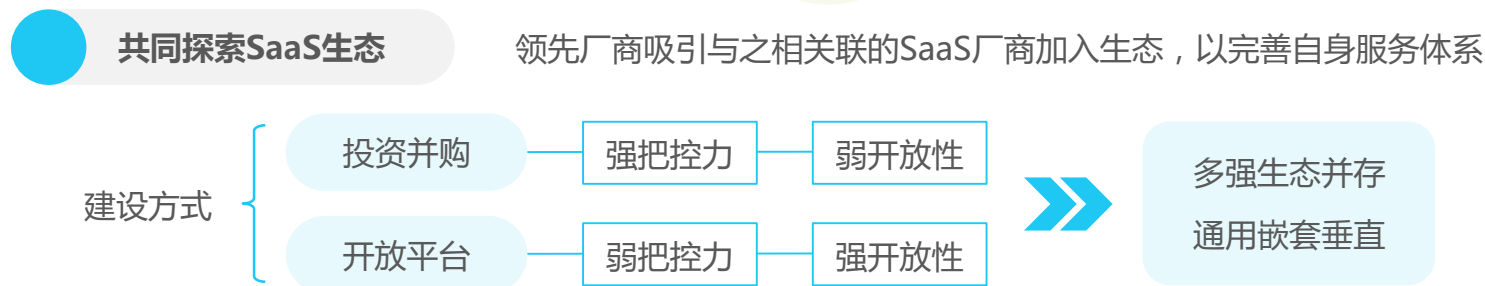 共同探索SaaS生态
领先厂商吸引与之相关联的SaaS厂商加入生态，以完善自身服务体系
投资并购
强把控力
弱开放性
建设方式
开放平台
弱把控力
强开放性
多强生态并存
通用嵌套垂直